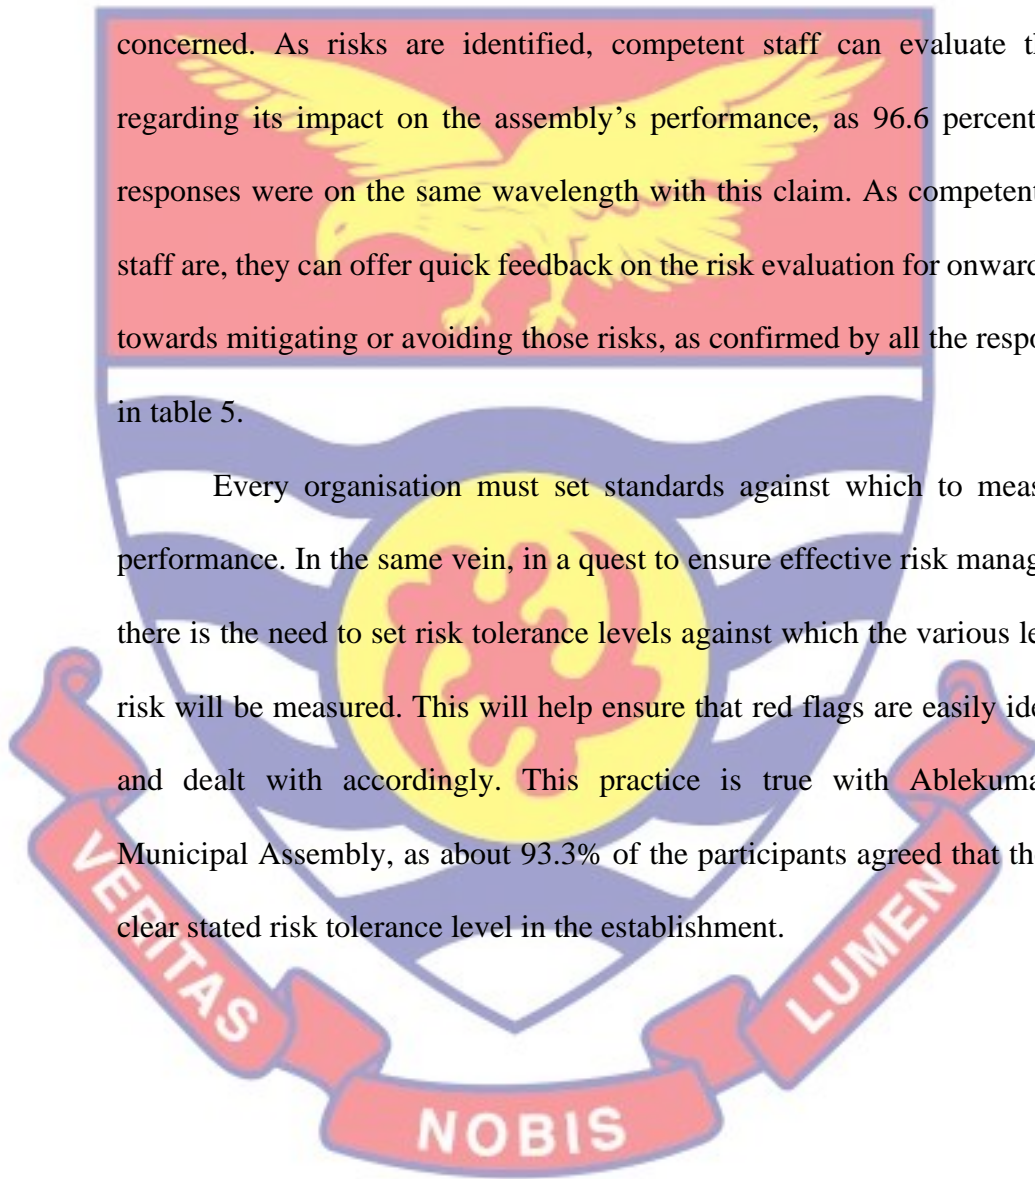 concerned. As risks are identified, competent staff can evaluate
regarding its impact on the assembly's performance, as 96.6 percent
responses were on the same wavelength with this claim. As competent
staff are, they can offer quick feedback on the risk evaluation for onward
towards mitigating or avoiding those risks, as confirmed by all the
in table 5.
Every organisation must set standards against which to
performance. In the same vein, in a quest to ensure effective risk
there is the need to set risk tolerance levels against which the various
risk will be measured. This will help ensure that red flags are easily
and dealt with accordingly. This practice is true with Ablekuma
Municipal Assembly, as about 93.3% of the participants agreed that
clear stated risk tolerance level in the establishment.
VERITAS
NOBIS
LUMEN